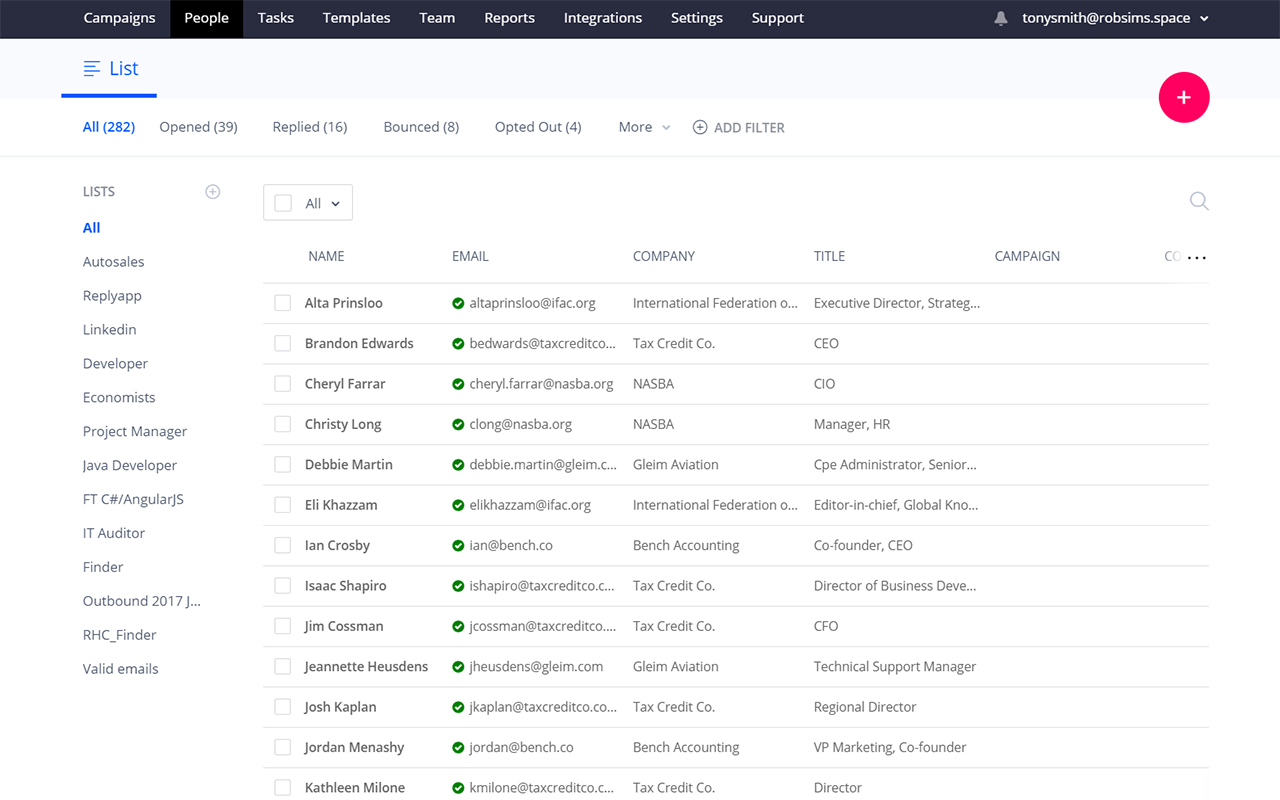 Campaigns People Tasks Templates Team Reports Integrations Settings Support tonysmith@robsims.space
List
All (282) Opened (39) Replied (16) Bounced (8) Opted Out (4) More ADD FILTER
LISTS
All
Autosales
Replyapp
Linkedin
Developer
Economists
Project Manager
Java Developer
FT C#/AngularJS
IT Auditor
Finder
Outbound 2017 J...
RHC_Finder
Valid emails
All
NAME EMAIL COMPANY TITLE CAMPAIGN CO ...
Alta Prinsloo altaprinsloo@ifac.org International Federation o... Executive Director, Strateg...
Brandon Edwards bedwards@taxcreditco... Tax Credit Co. CEO
Cheryl Farrar cheryl.farrar@nasba.org NASBA CIO
Christy Long clong@nasba.org NASBA Manager, HR
Debbie Martin debbie.martin@gleim.c... Gleim Aviation Cpe Administrator, Senior...
Eli Khazzam elikhazzam@ifac.org International Federation o... Editor-in-chief, Global Kno...
Ian Crosby ian@bench.co Bench Accounting Co-founder, CEO
Isaac Shapiro ishapiro@taxcreditco.c... Tax Credit Co. Director of Business Deve...
Jim Cossman jcossman@taxcreditco.... Tax Credit Co. CFO
Jeannette Heusdens jheusdens@gleim.com Gleim Aviation Technical Support Manager
Josh Kaplan jkaplan@taxcreditco.co... Tax Credit Co. Regional Director
Jordan Menashy jordan@bench.co Bench Accounting VP Marketing, Co-founder
Kathleen Milone kmilone@taxcreditco.c... Tax Credit Co. Director